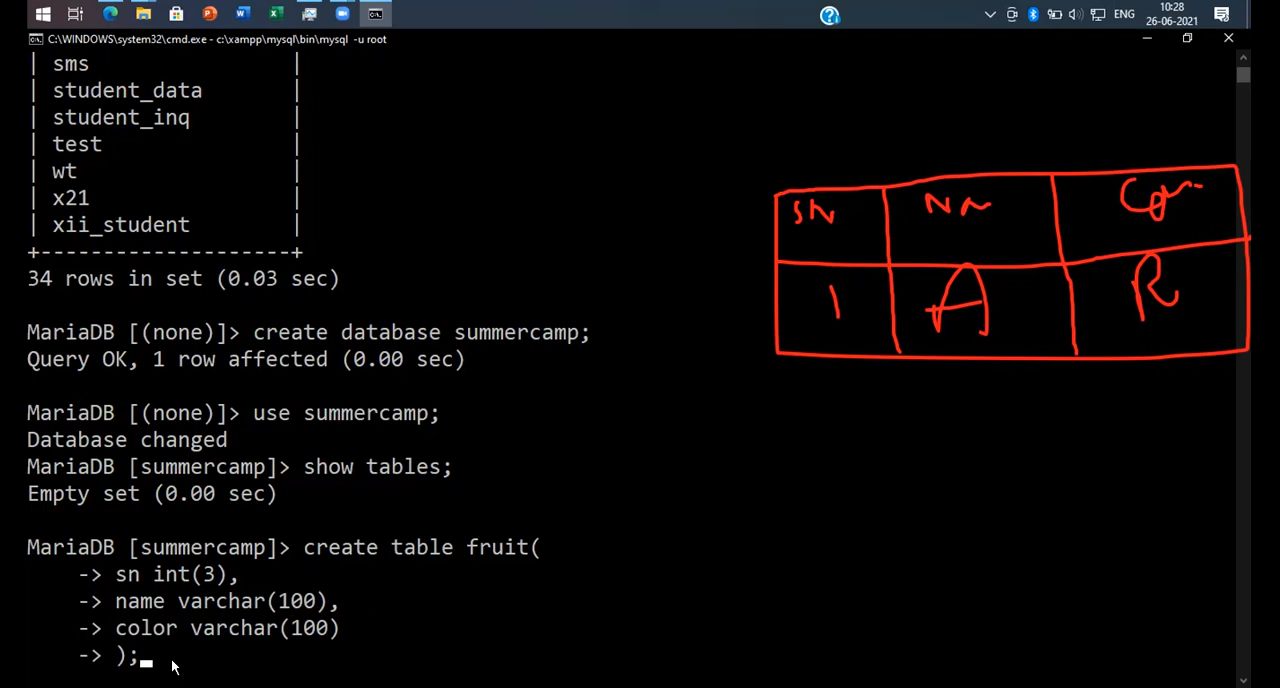 10:28
ENG
26-06-2021
C:\WINDOWS\system32\cmd.exe - c:\xampp\mysql\bin\mysql -u root
| sms |
| student_data |
| student_inq |
| test |
| wt |
| x21 |
| xii_student |
+--------------------+
34 rows in set (0.03 sec)
MariaDB [(none)]> create database summercamp;
Query OK, 1 row affected (0.00 sec)
MariaDB [(none)]> use summercamp;
Database changed
MariaDB [summercamp]> show tables;
Empty set (0.00 sec)
MariaDB [summercamp]> create table fruit(
-> sn int(3),
-> name varchar(100),
-> color varchar(100)
-> );
SN
1 A R